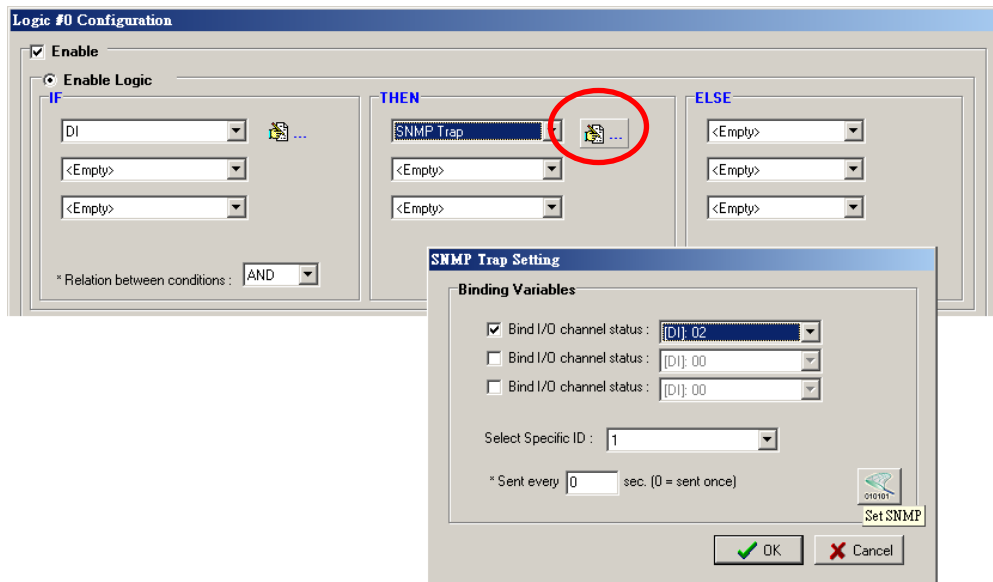 Logic #0 Configuration
Enable
Enable Logic
IF
THEN
ELSE
DI
...
SNMP Trap
...
<Empty>
<Empty>
<Empty>
<Empty>
<Empty>
<Empty>
<Empty>
* Relation between conditions :
AND
SNMP Trap Setting
Binding Variables
Bind I/O channel status :
[DI]: 02
Bind I/O channel status :
[DI]: 00
Bind I/O channel status :
[DI]: 00
Select Specific ID :
1
* Sent every
0
sec. (0 = sent once)
010101
Set SNMP
OK
Cancel